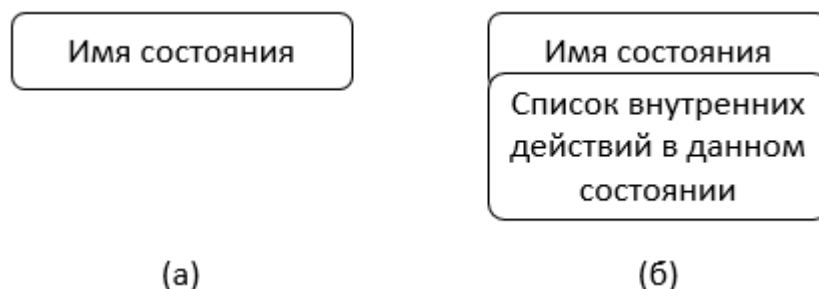 Имя состояния
Имя состояния
Список внутренних
действий в данном
состоянии
(а)
(б)